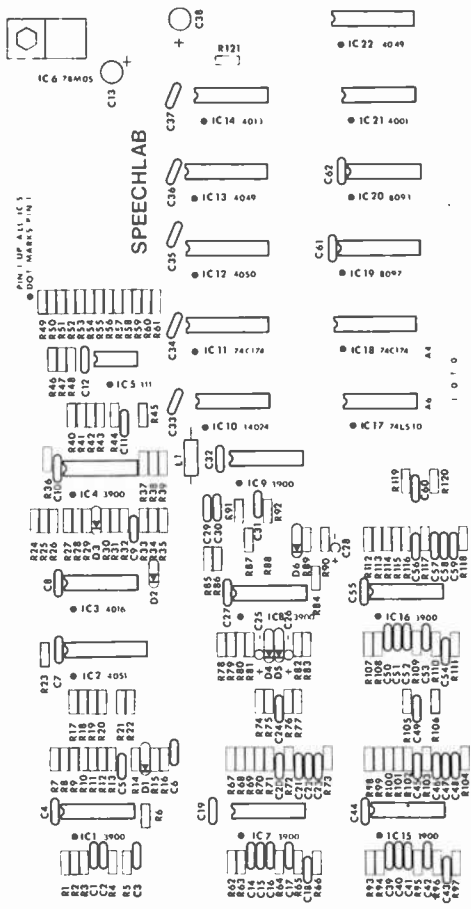 C38
IC22 4049
R121
IC6 78M05
C13
C37
IC14 4011
IC21 4001
SPEECHLAB
C36
C62
IC13 4049
IC20 8091
PIN 1 UP ALL IC'S
DOT MARKS PIN 1
C35
C61
IC12 4050
IC19 8097
R49 R50 R51 R52 R53 R54 R55 R56 R57 R58 R59 R60 R61
C34
IC11 74C174
IC18 74C174 A4
R46 R47 R48 C12
IC5 111
C33
IC10 14024
IC17 74LS10 A6
R40 R41 R42 R43 R44 C11 R45
L1
C32
R36 C10
IC4 3900
R37 R38 R39
IC9 3900
R119 C60 R120
R24 R25 R26 R27 R28 R29 D3 R30 R31 R32 C9 R33 R34 R35
C29 C30 R91 C31 R92
R87 R88
D6 R89 R90 C28
R112 R113 R114 R115 R116 C56 R117 C57 C58 C59 R118
R85 R86
C8
D2
IC3 4016
C27
R84
IC8 3900
C55
IC16 3900
R23 C7
IC2 4051
R78 R79 R80 R81 C25 D4 D5 C26 R82 R83
R107 R108 C50 C51 C52 R109 C53 R110 C54 R111
R17 R18 R19 R20 R21 R22
R74 R75 C24 R76 R77
R105 C49 R106
R7 R8 R9 R10 R11 R12 R13 C5 R14 D1 R15 R16 C6
R67 R68 R69 R70 R71 C20 R72 C21 C22 C23 R73
R98 R99 R100 R101 R102 C45 R103 C46 C47 C48 R104
C4
R6
IC1 3900
C19
IC7 3900
C44
IC15 3900
R1 R2 R3 C1 C2 R4 R5 C3
R62 R63 C14 C15 C16 R64 C17 C18 R66
R93 R94 C39 C40 C41 R95 C42 R96 C43 R97